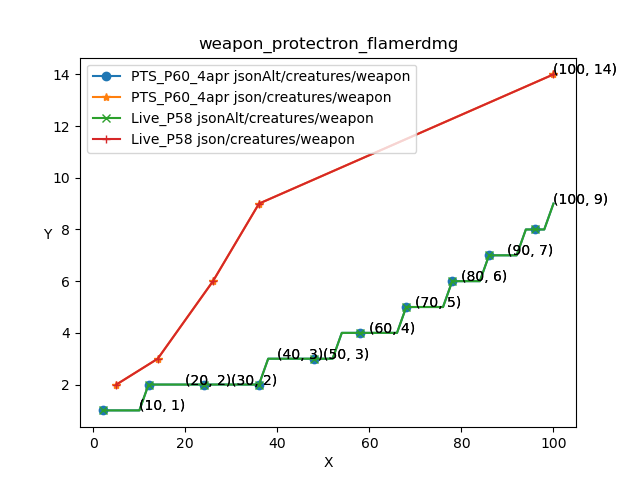 weapon_protectron_flamerdmg
PTS_P60_4apr jsonAlt/creatures/weapon
PTS_P60_4apr json/creatures/weapon
Live_P58 jsonAlt/creatures/weapon
Live_P58 json/creatures/weapon
(100, 14)
(100, 9)
(90, 7)
(80, 6)
(70, 5)
(60, 4)
(40, 3)(50, 3)
(20, 2)(30, 2)
(10, 1)
Y
14
12
10
8
6
4
2
0 20 40 60 80 100
X